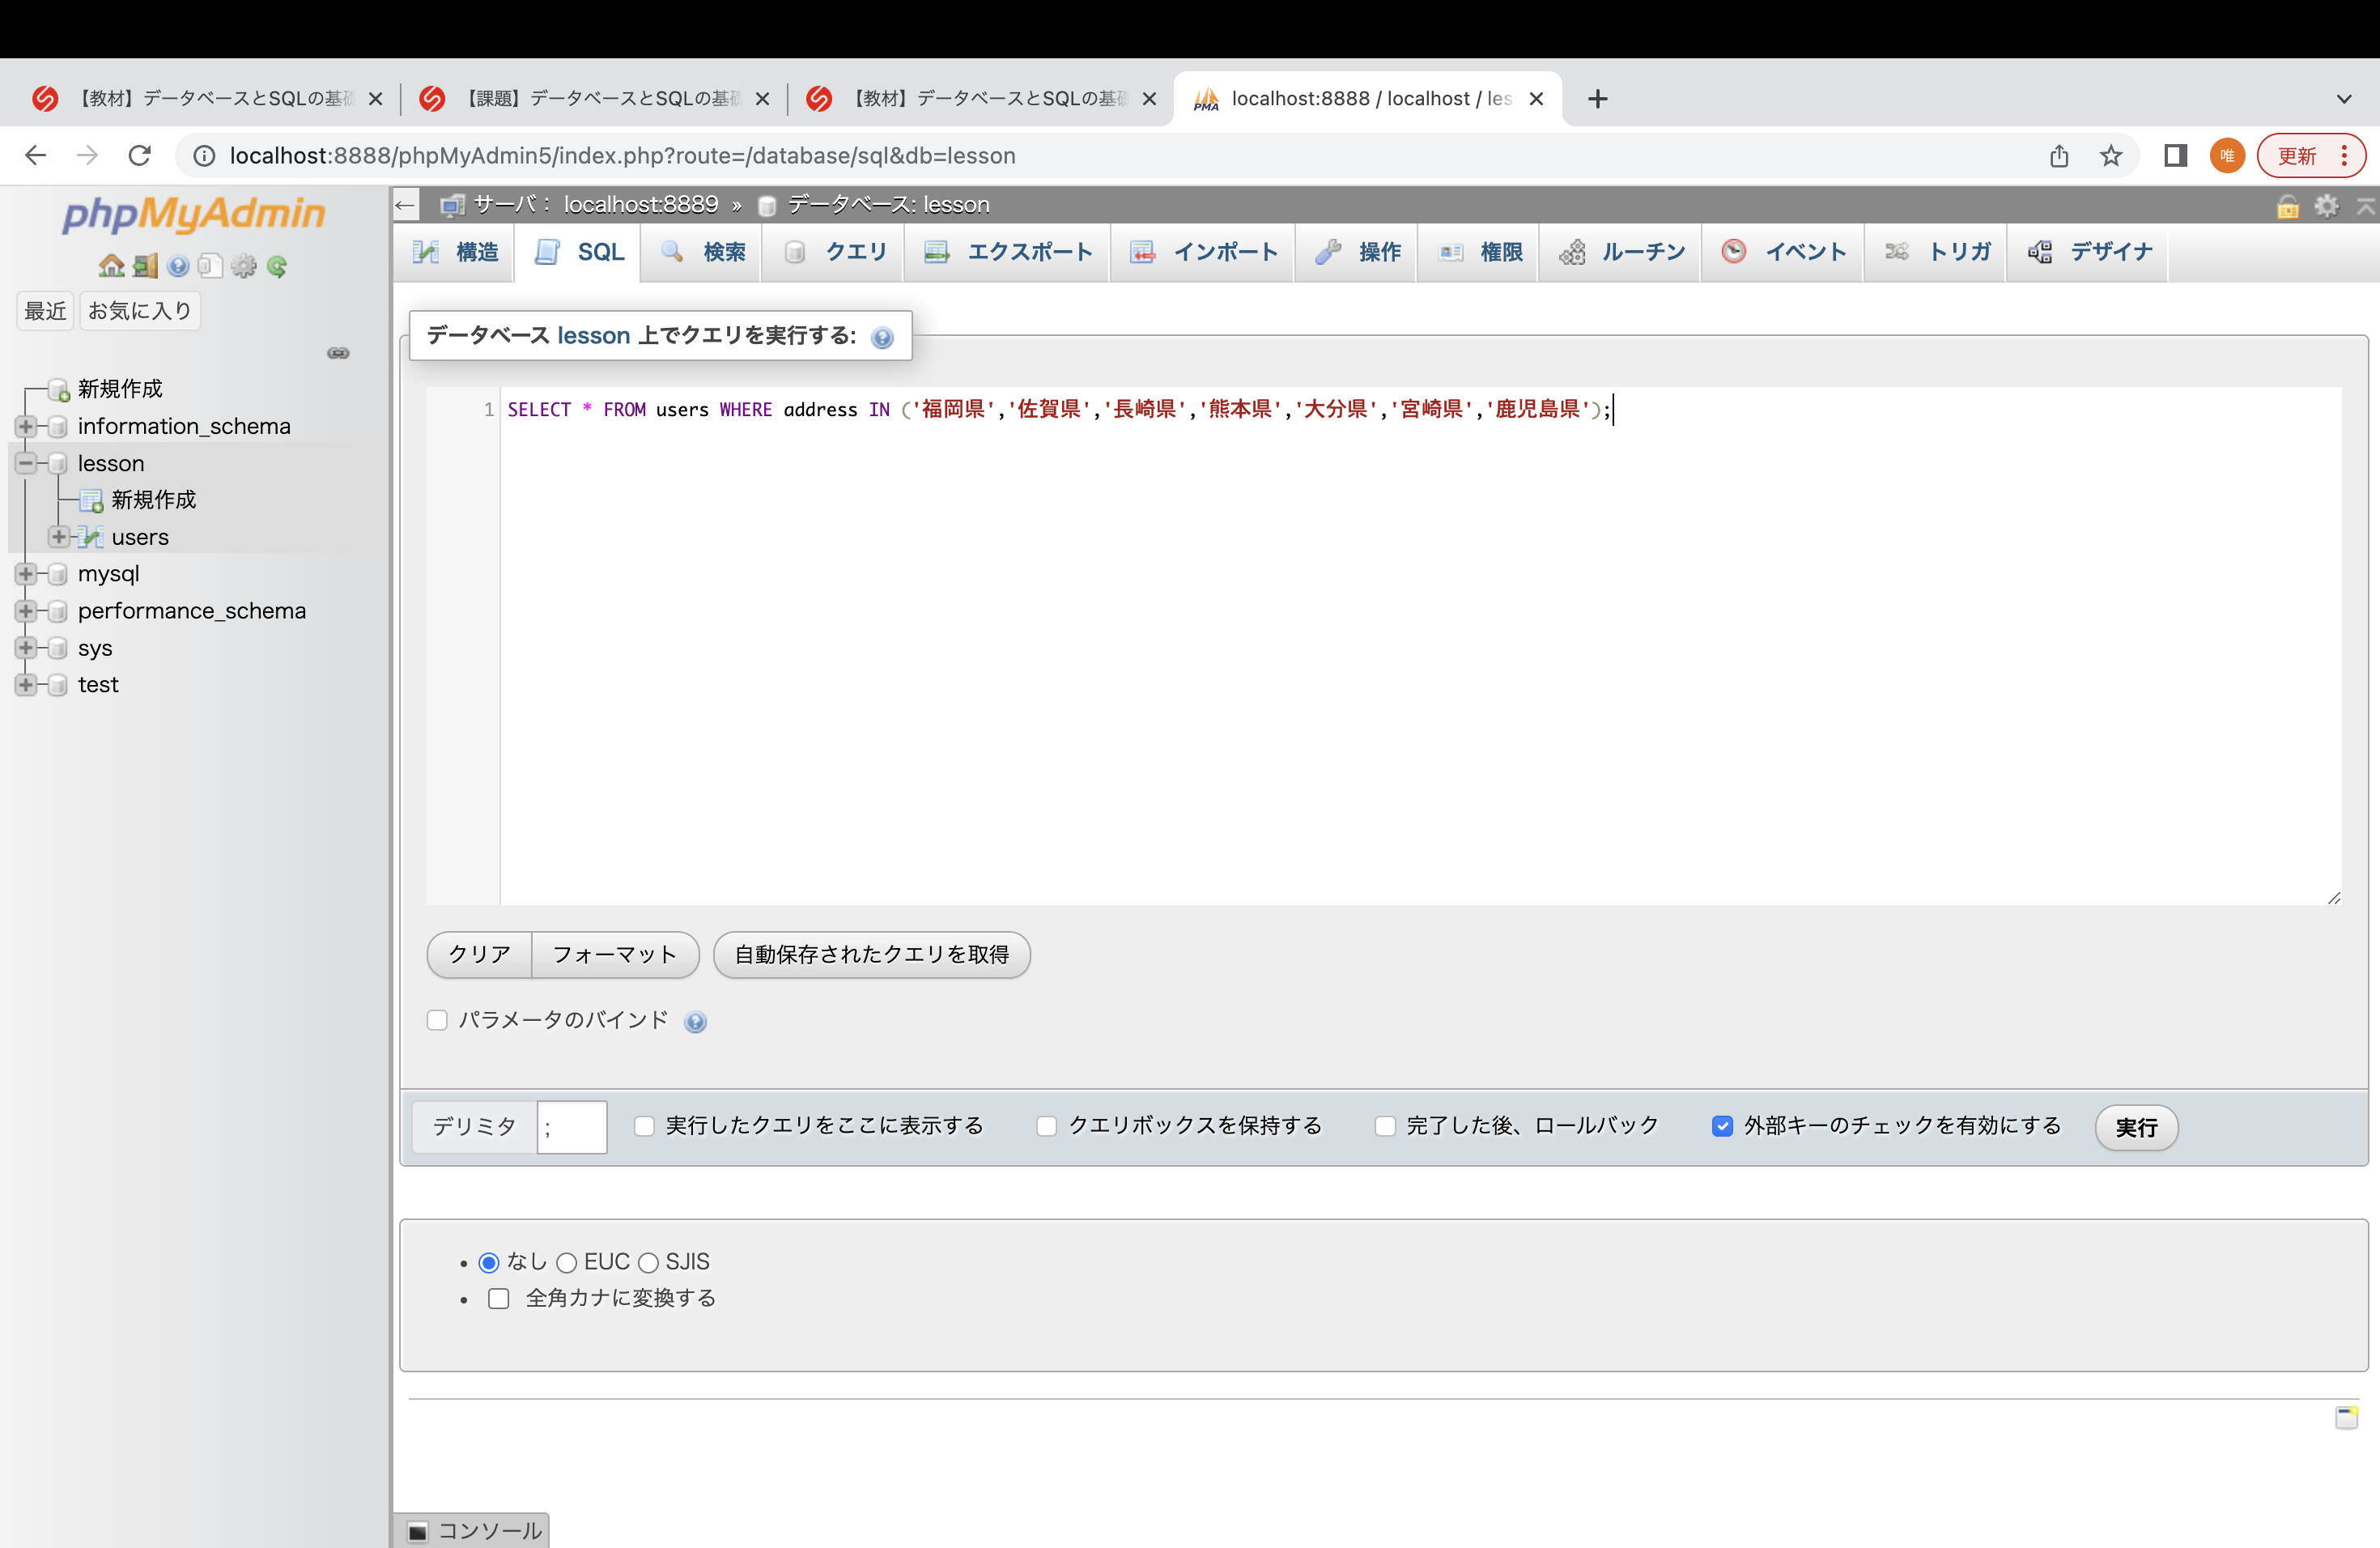 【教材】データベースとSQLの基礎
【課題】データベースとSQLの基礎
【教材】データベースとSQLの基礎
PMA localhost:8888 / localhost / les
localhost:8888/phpMyAdmin5/index.php?route=/database/sql&db=lesson
唯
更新
phpMyAdmin
最近
お気に入り
新規作成
information_schema
lesson
新規作成
users
mysql
performance_schema
sys
test
サーバ: localhost:8889 » データベース: lesson
構造 SQL 検索 クエリ エクスポート インポート 操作 権限 ルーチン イベント トリガ デザイナ
データベース lesson 上でクエリを実行する:
1 SELECT * FROM users WHERE address IN ('福岡県','佐賀県','長崎県','熊本県','大分県','宮崎県','鹿児島県');
クリア フォーマット 自動保存されたクエリを取得
パラメータのバインド
デリミタ ; 実行したクエリをここに表示する クエリボックスを保持する 完了した後、ロールバック 外部キーのチェックを有効にする 実行
• なし EUC SJIS
• 全角カナに変換する
コンソール